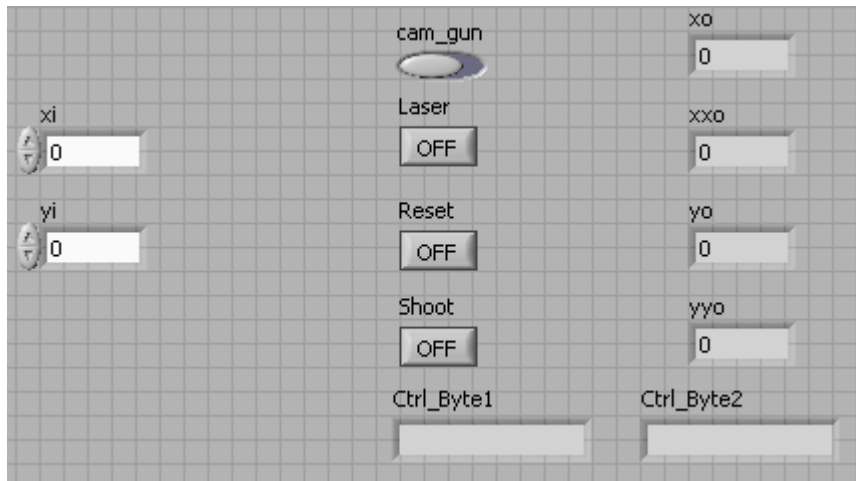 cam_gun
xo
0
xi
0
Laser
OFF
xxo
0
yi
0
Reset
OFF
yo
0
Shoot
OFF
yyo
0
Ctrl_Byte1
Ctrl_Byte2